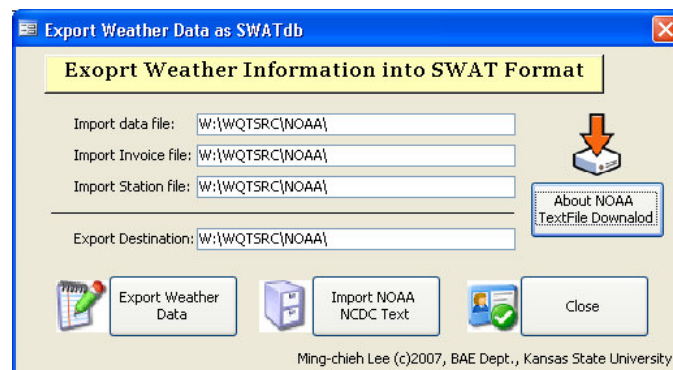 Export Weather Data as SWATdb
Exoprt Weather Information into SWAT Format
Import data file: W:\WQTSRC\NOAA\
Import Invoice file: W:\WQTSRC\NOAA\
Import Station file: W:\WQTSRC\NOAA\
About NOAA
TextFile Downalod
Export Destination: W:\WQTSRC\NOAA\
Export Weather
Data
Import NOAA
NCDC Text
Close
Ming-chieh Lee (c)2007, BAE Dept., Kansas State University